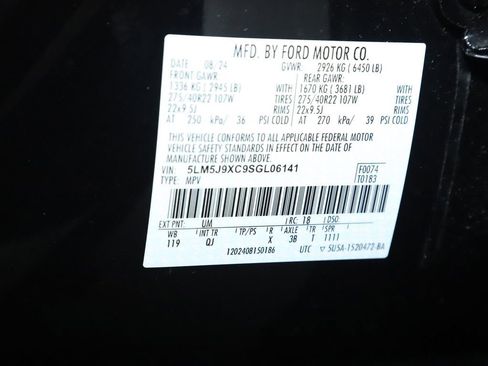 MFD. BY FORD MOTOR CO.
DATE 08/24 GVWR: 2926 KG ( 6450 LB)
FRONT GAWR: REAR GAWR:
1336 KG ( 2945 LB) WITH 1670 KG ( 3681 LB) WITH
275/40R22 107W TIRES 275/40R22 107W TIRES
22x9.5J RIMS 22x9.5J RIMS
AT 250 kPa/ 36 PSI COLD AT 270 kPa/ 39 PSI COLD
THIS VEHICLE CONFORMS TO ALL APPLICABLE FEDERAL MOTOR
VEHICLE SAFETY STANDARDS IN EFFECT ON THE DATE OF
MANUFACTURE SHOWN ABOVE.
VIN: 5LM5J9XC9SGL06141 F0074
TYPE: MPV T0183
EXT PNT: UM RC: 18 DSO:
WB INT TR TP/PS R AXLE TR SPR
119 QJ X 3B T 1111
1202408150186 UTC ▽ 5U5A-1520472-BA